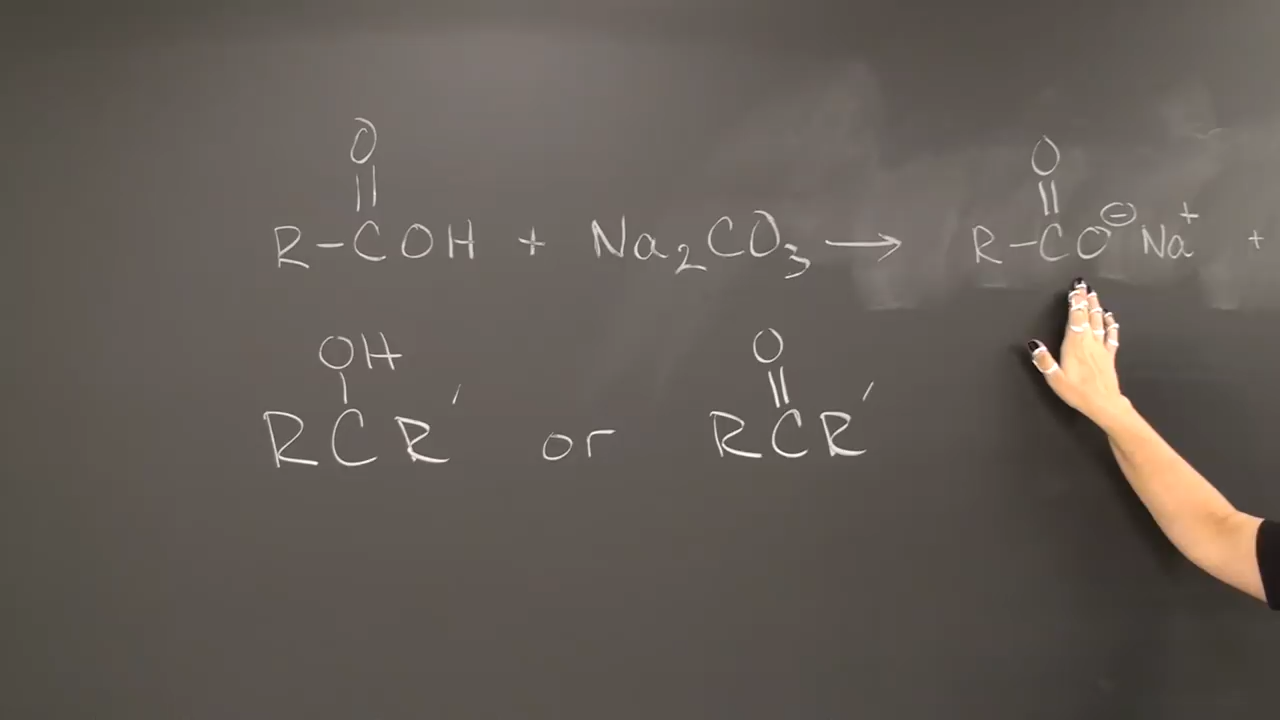 O
||
R-COH + Na₂CO₃ → R-CO⊖Na⁺ +
O
||
OH
|
RCR' or RCR'
O
||